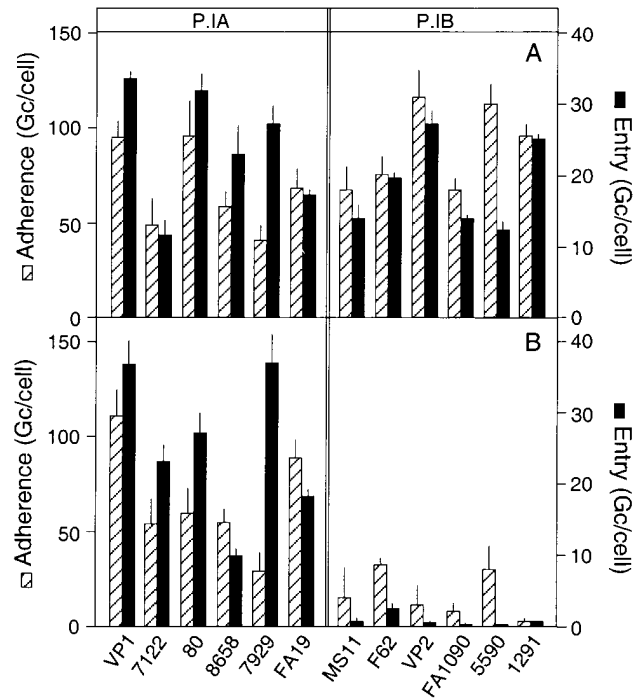 P.IA P.IB
A
150
100
50
0
Adherence (Gc/cell)
40
30
20
10
0
Entry (Gc/cell)
B
150
100
50
0
Adherence (Gc/cell)
40
30
20
10
0
Entry (Gc/cell)
VP1 7122 80 8658 7929 FA19 MS11 F62 VP2 FA1090 5590 1291